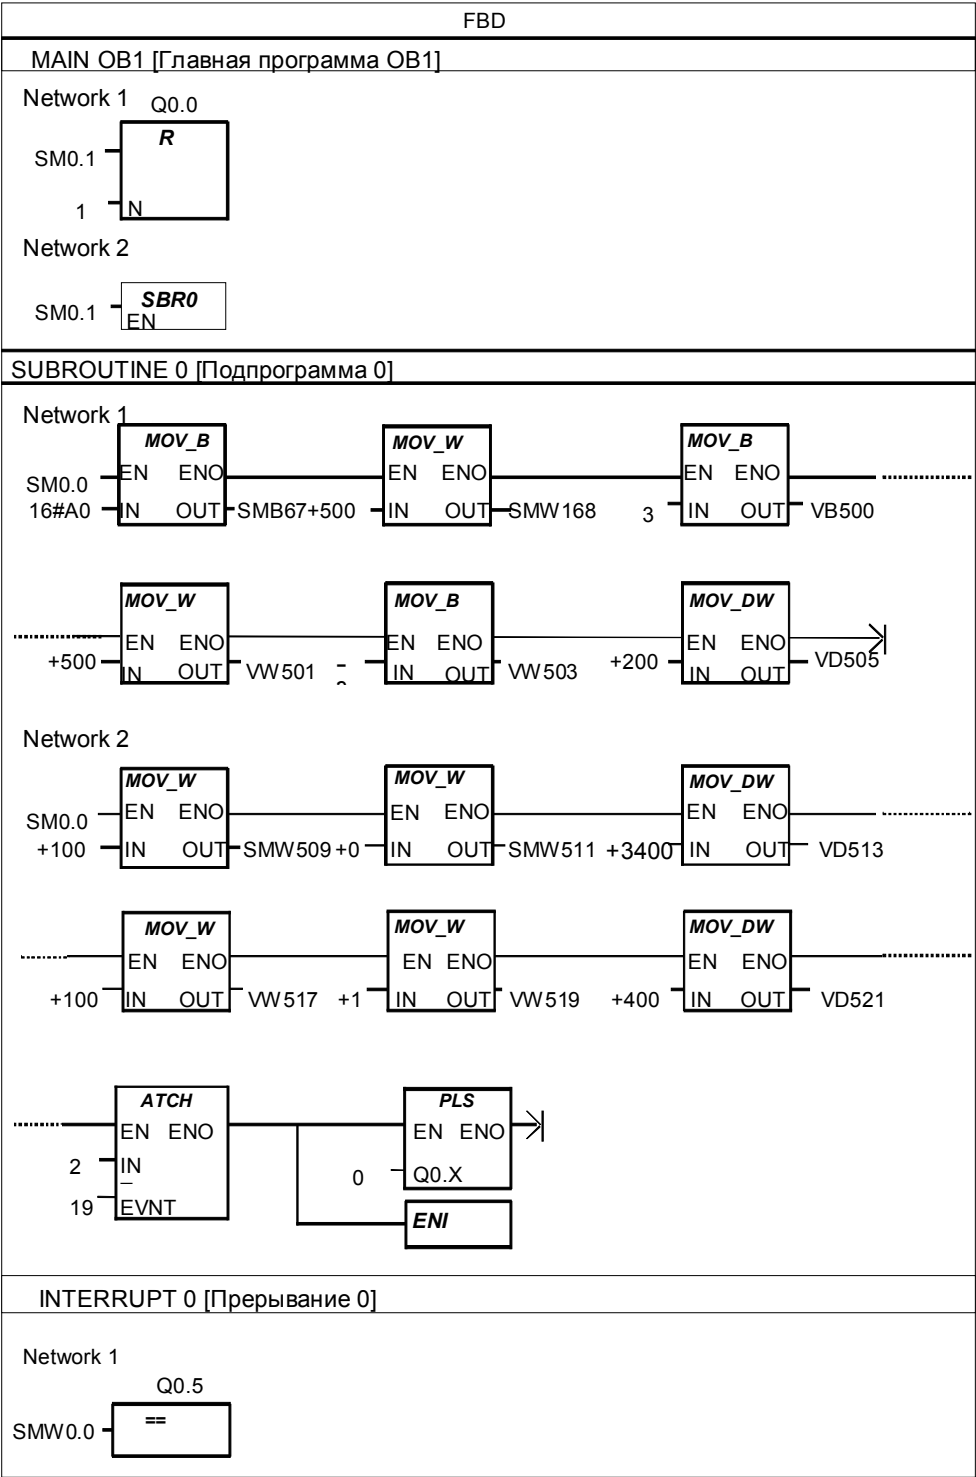 FBD
MAIN OB1 [Главная программа OB1]
Network 1
Q0.0
R
SM0.1
1 N
Network 2
SM0.1 SBR0
EN
SUBROUTINE 0 [Подпрограмма 0]
Network 1
MOV_B MOV_W MOV_B
EN ENO EN ENO EN ENO
SM0.0
16#A0 IN OUT SMB67+500 IN OUT SMW168 3 IN OUT VB500
MOV_W MOV_B MOV_DW
EN ENO EN ENO EN ENO
+500 IN OUT VW501 - IN OUT VW503 +200 IN OUT VD505
Network 2
MOV_W MOV_W MOV_DW
EN ENO EN ENO EN ENO
SM0.0
+100 IN OUT SMW509 +0 IN OUT SMW511 +3400 IN OUT VD513
MOV_W MOV_W MOV_DW
EN ENO EN ENO EN ENO
+100 IN OUT VW517 +1 IN OUT VW519 +400 IN OUT VD521
ATCH PLS
EN ENO EN ENO
2 IN 0 Q0.X
19 EVNT
ENI
INTERRUPT 0 [Прерывание 0]
Network 1
Q0.5
SMW0.0 ==